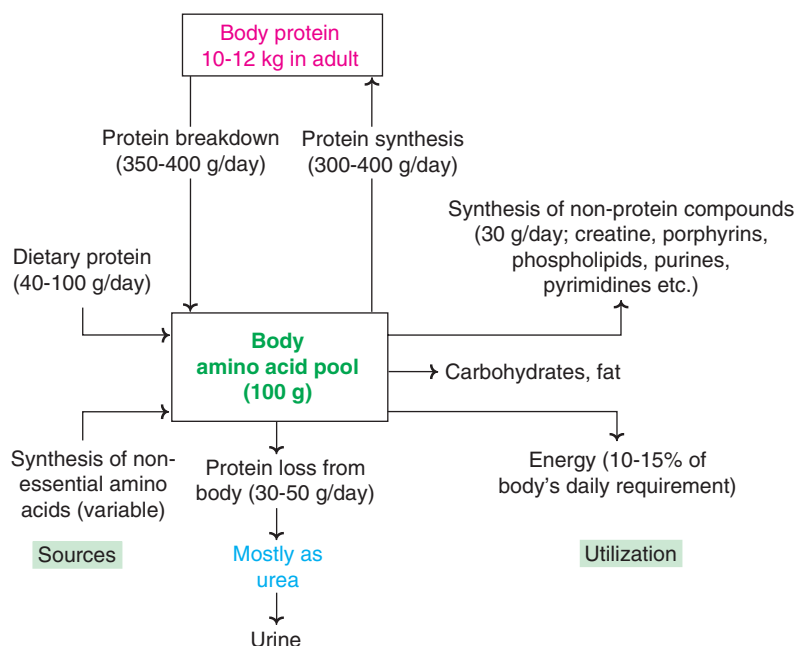 Body protein
10-12 kg in adult
Protein breakdown
(350-400 g/day)
Protein synthesis
(300-400 g/day)
Synthesis of non-protein compounds
(30 g/day; creatine, porphyrins,
phospholipids, purines,
pyrimidines etc.)
Dietary protein
(40-100 g/day)
Body
amino acid pool
(100 g)
Carbohydrates, fat
Synthesis of non-
essential amino
acids (variable)
Protein loss from
body (30-50 g/day)
Energy (10-15% of
body's daily requirement)
Sources
Mostly as
urea
Utilization
Urine